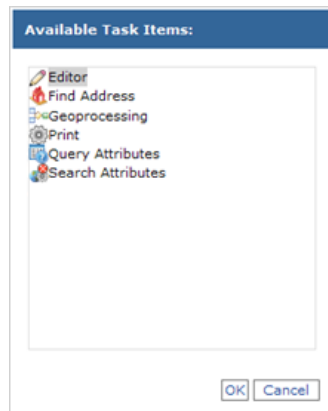 Available Task Items:
Editor
Find Address
Geoprocessing
Print
Query Attributes
Search Attributes
OK Cancel